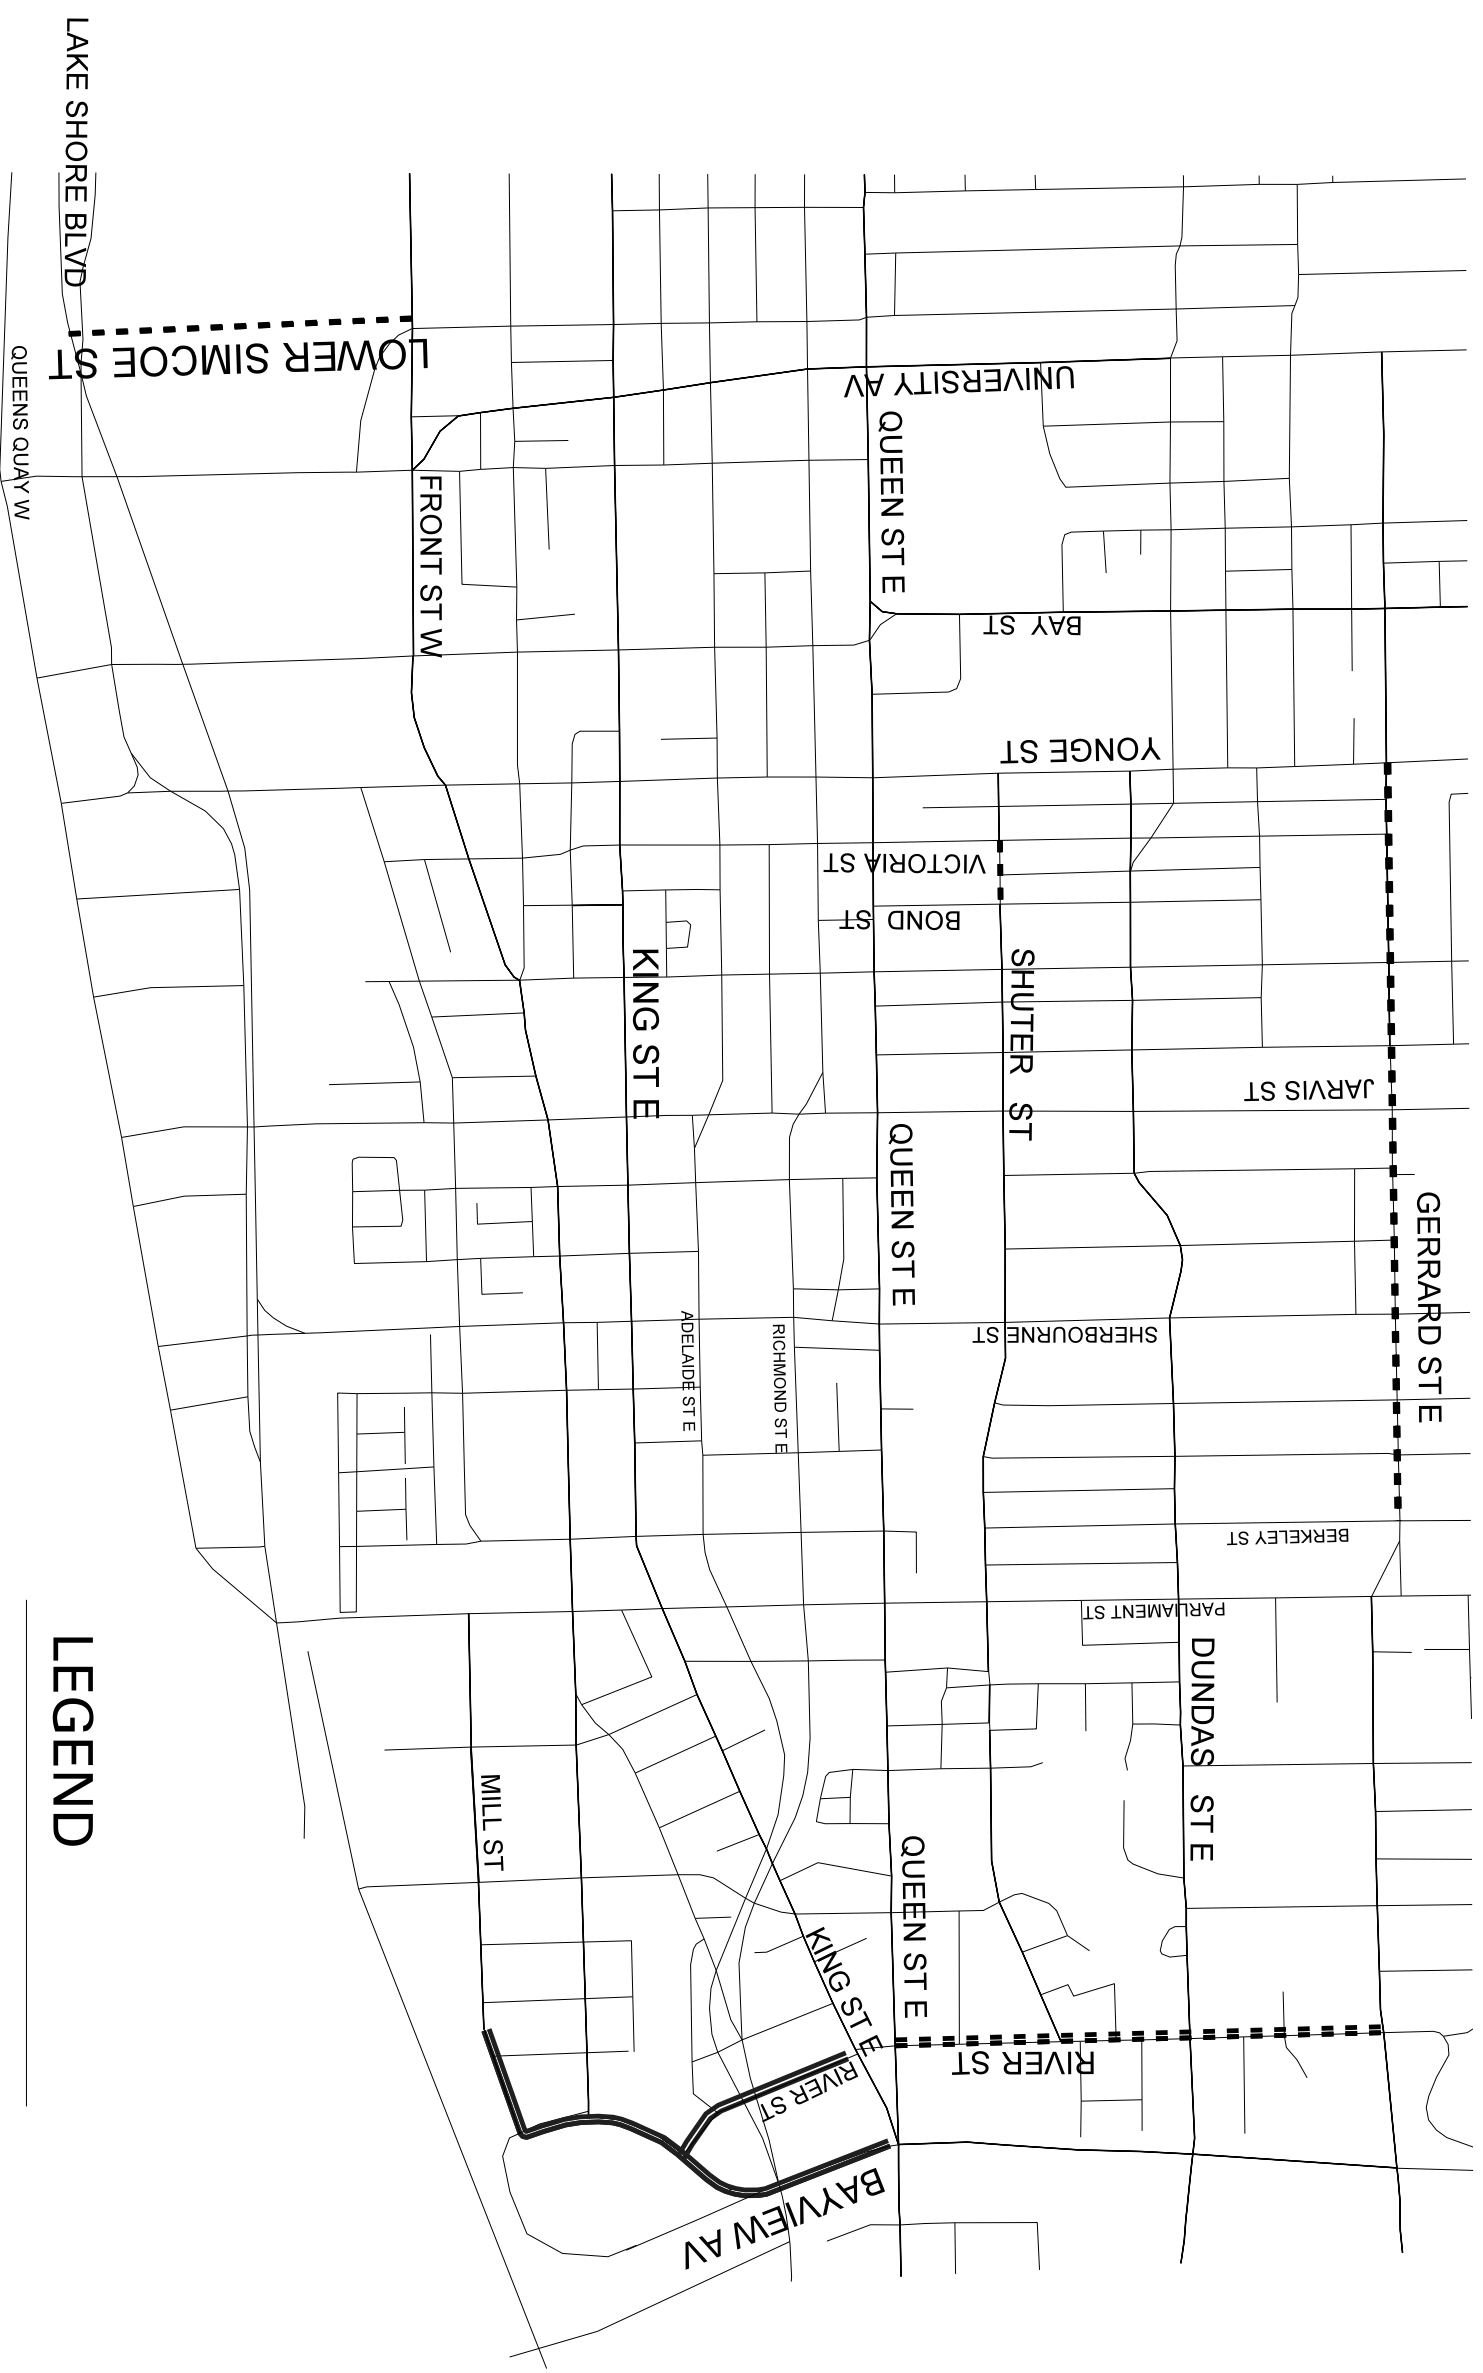 LAKE SHORE BLVD
LOWER SIMCOE ST
QUEENS QUAY W
UNIVERSITY AV
QUEEN ST E
FRONT ST W
BAY ST
YONGE ST
VICTORIA ST
BOND ST
KING ST E
SHUTER ST
JARVIS ST
QUEEN ST E
GERRARD ST E
ADELAIDE ST E
RICHMOND ST E
SHERBOURNE ST
BERKELEY ST
PARLIAMENT ST
LEGEND
DUNDAS ST E
MILL ST
QUEEN ST E
KING ST E
RIVER ST
RIVER ST
BAYVIEW AV